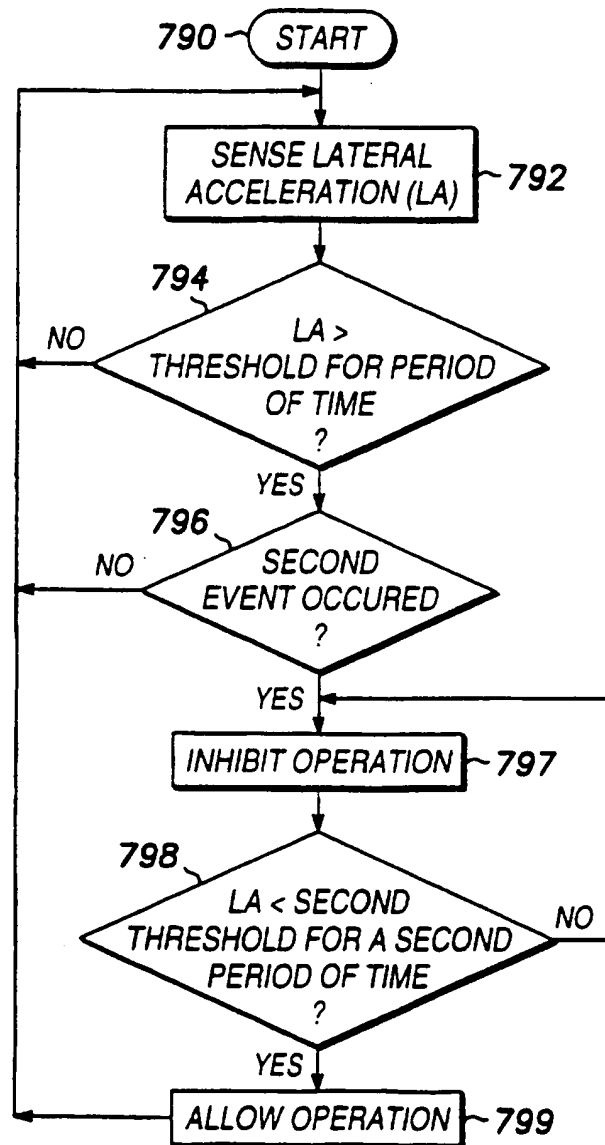 790 START
SENSE LATERAL
ACCELERATION (LA) 792
794
NO
LA >
THRESHOLD FOR PERIOD
OF TIME
?
YES
796
NO
SECOND
EVENT OCCURED
?
YES
INHIBIT OPERATION 797
798
LA < SECOND
THRESHOLD FOR A SECOND
PERIOD OF TIME
?
NO
YES
ALLOW OPERATION 799